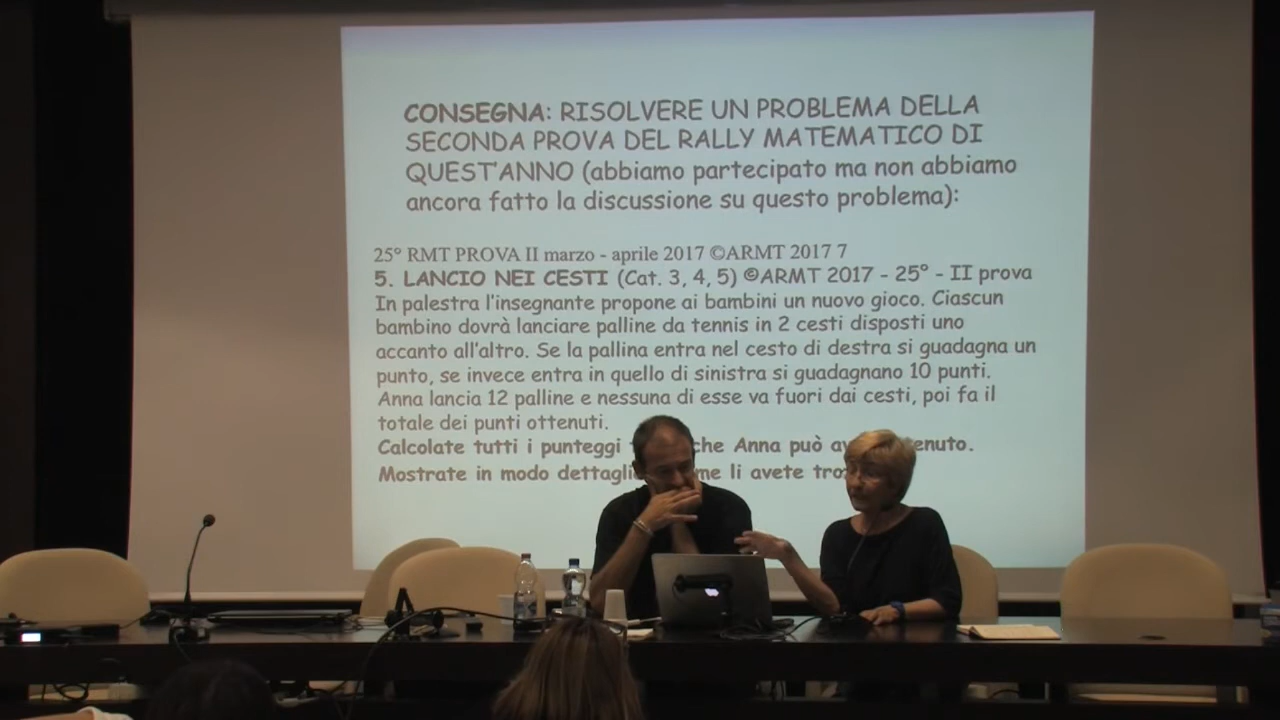 CONSEGNA: RISOLVERE UN PROBLEMA DELLA
SECONDA PROVA DEL RALLY MATEMATICO DI
QUEST'ANNO (abbiamo partecipato ma non abbiamo
ancora fatto la discussione su questo problema):
25° RMT PROVA II marzo - aprile 2017 ©ARMT 2017 7
5. LANCIO NEI CESTI (Cat. 3, 4, 5) ©ARMT 2017 - 25° - II prova
In palestra l'insegnante propone ai bambini un nuovo gioco. Ciascun
bambino dovrà lanciare palline da tennis in 2 cesti disposti uno
accanto all'altro. Se la pallina entra nel cesto di destra si guadagna un
punto, se invece entra in quello di sinistra si guadagnano 10 punti.
Anna lancia 12 palline e nessuna di esse va fuori dai cesti, poi fa il
totale dei punti ottenuti.
Calcolate tutti i punteggi che Anna può
Mostrate in modo li avete